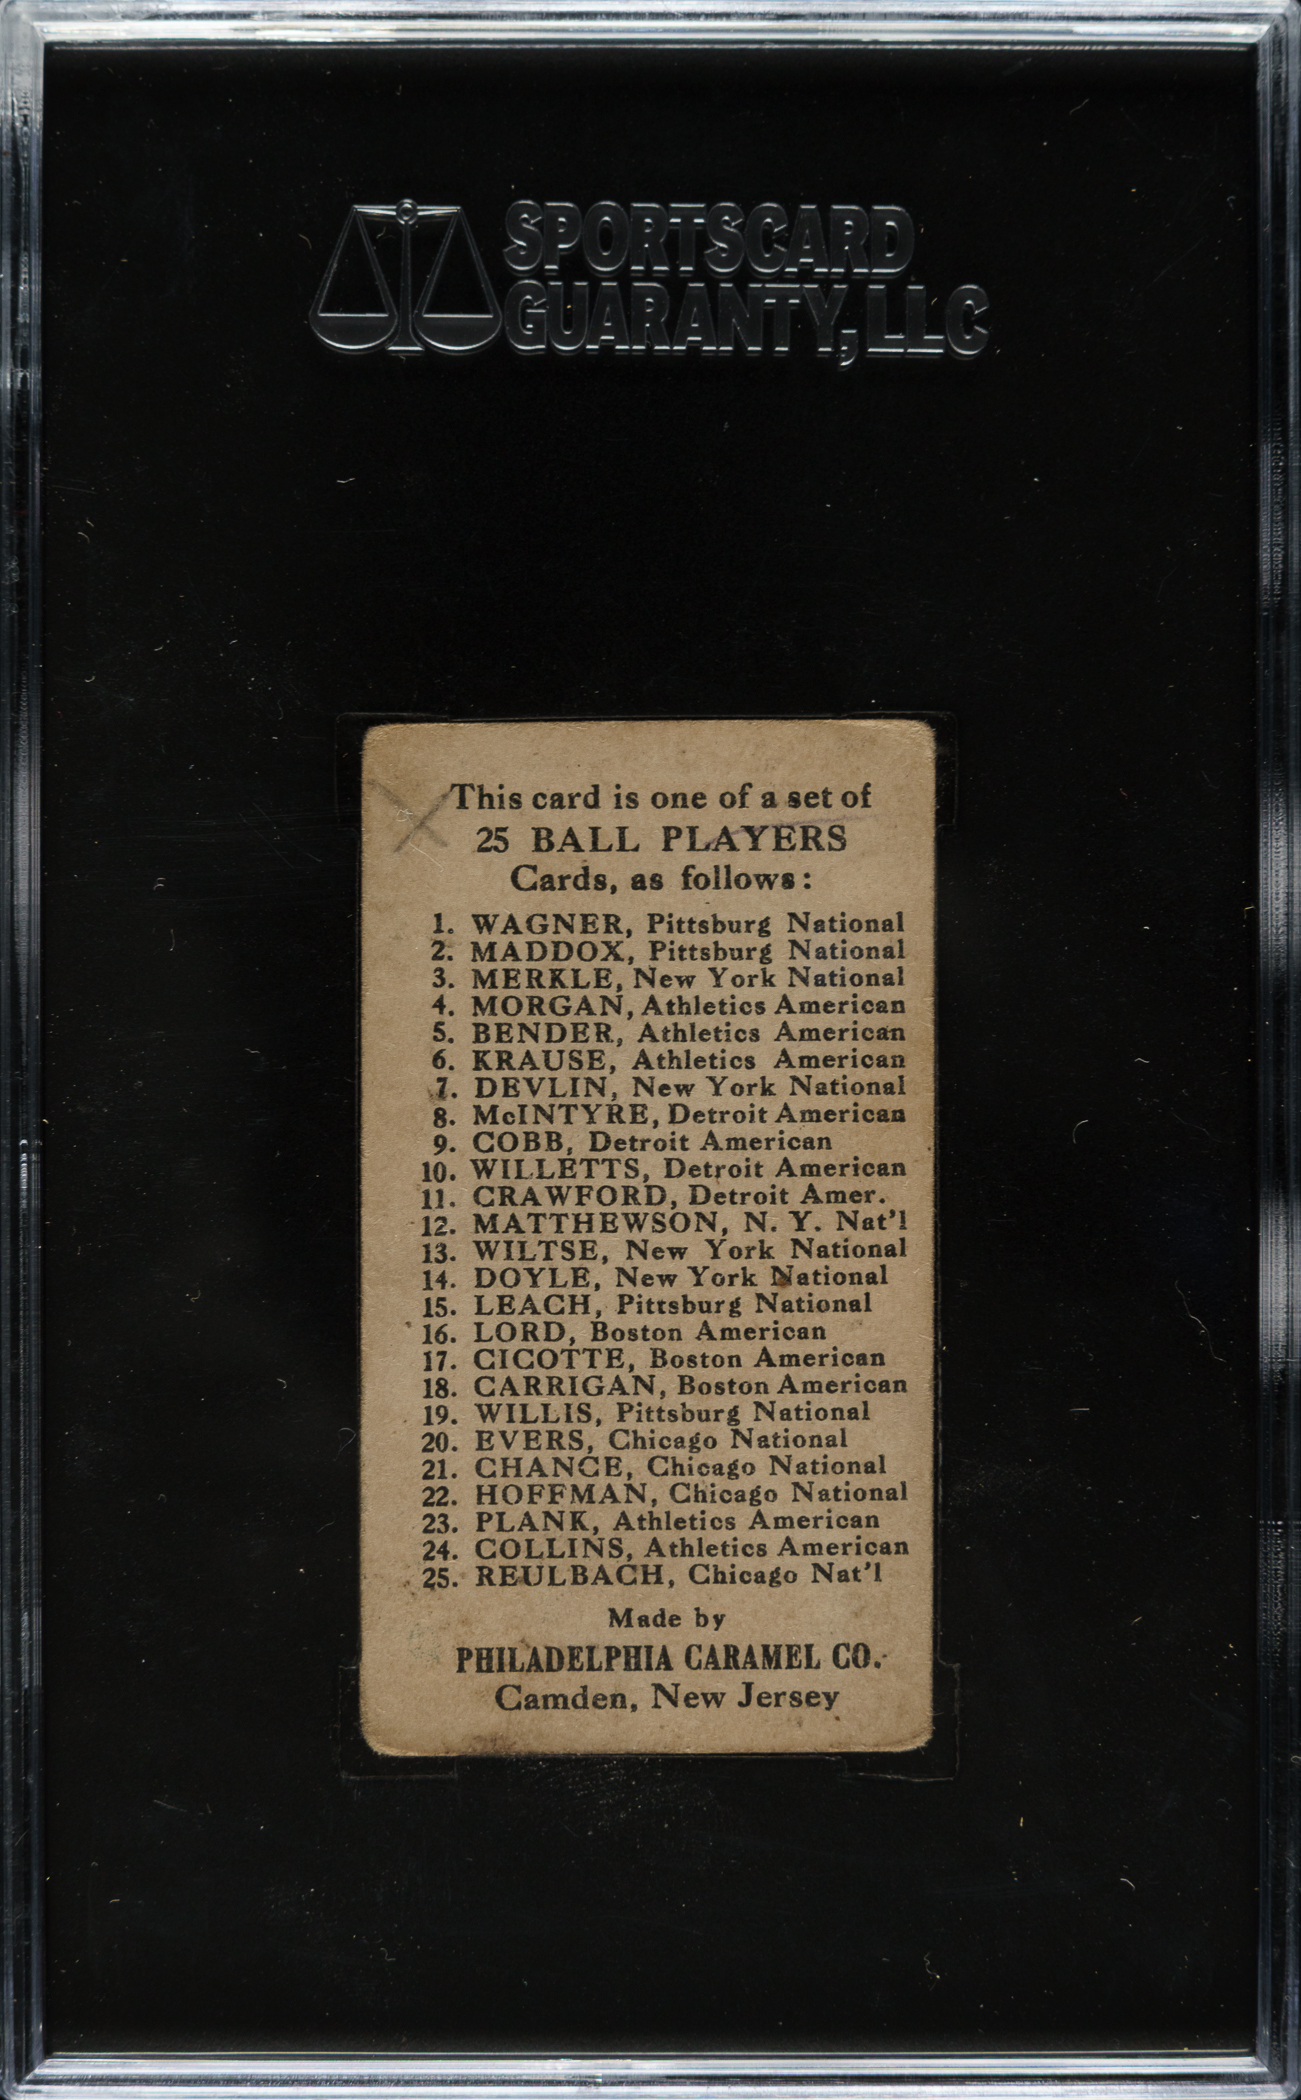 SPORTSCARD
GUARANTY, LLC
This card is one of a set of
25 BALL PLAYERS
Cards, as follows:
1. WAGNER, Pittsburg National
2. MADDOX, Pittsburg National
3. MERKLE, New York National
4. MORGAN, Athletics American
5. BENDER, Athletics American
6. KRAUSE, Athletics American
7. DEVLIN, New York National
8. McINTYRE, Detroit American
9. COBB, Detroit American
10. WILLETTS, Detroit American
11. CRAWFORD, Detroit Amer.
12. MATTHEWSON, N. Y. Nat'l
13. WILTSE, New York National
14. DOYLE, New York National
15. LEACH, Pittsburg National
16. LORD, Boston American
17. CICOTTE, Boston American
18. CARRIGAN, Boston American
19. WILLIS, Pittsburg National
20. EVERS, Chicago National
21. CHANCE, Chicago National
22. HOFFMAN, Chicago National
23. PLANK, Athletics American
24. COLLINS, Athletics American
25. REULBACH, Chicago Nat'l
Made by
PHILADELPHIA CARAMEL CO.
Camden, New Jersey